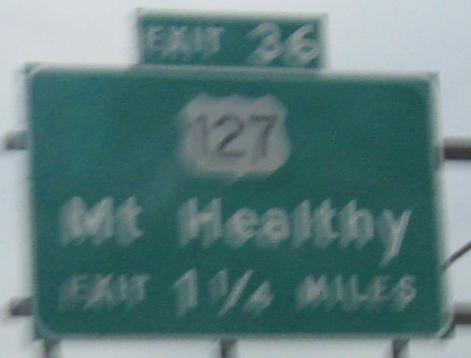 EXIT 36
127
Mt Healthy
EXIT 1 1/4 MILES